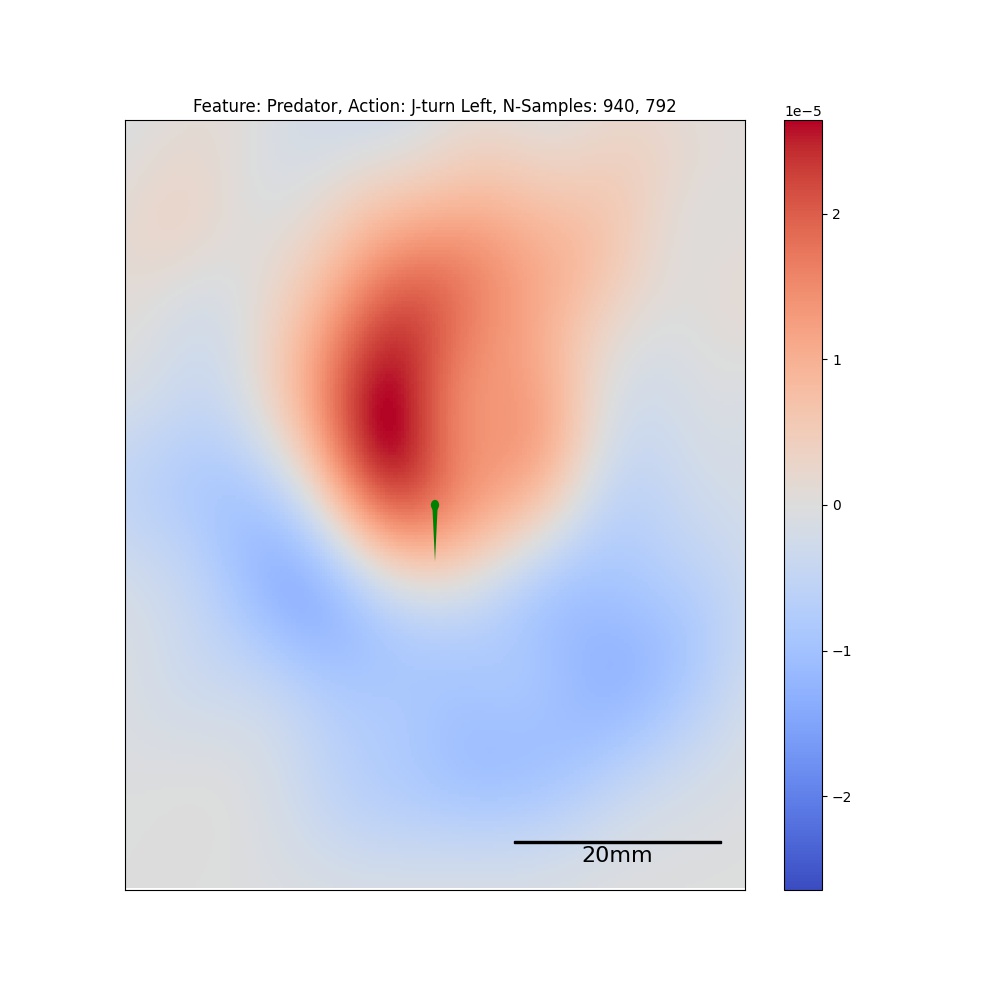 Feature: Predator, Action: J-turn Left, N-Samples: 940, 792
1e−5
2
1
0
−1
−2
20mm